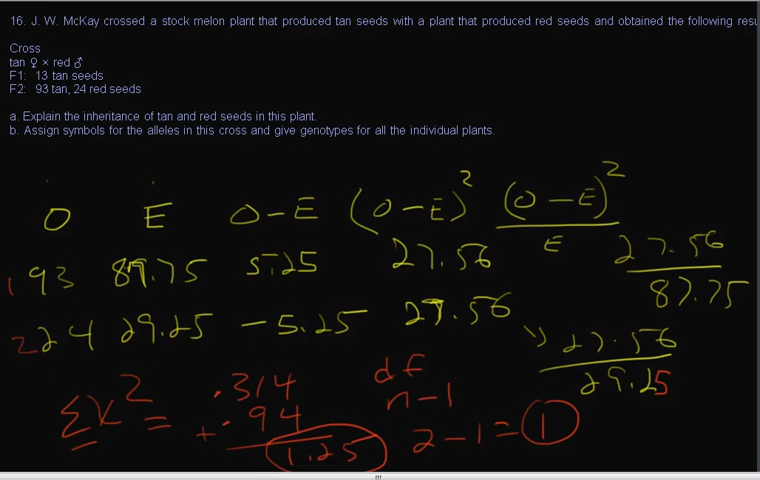 16. J. W. McKay crossed a stock melon plant that produced tan seeds with a plant that produced red seeds and obtained the following resu
Cross
tan ♀ × red ♂
F1: 13 tan seeds
F2: 93 tan, 24 red seeds
a. Explain the inheritance of tan and red seeds in this plant.
b. Assign symbols for the alleles in this cross and give genotypes for all the individual plants.
O E O-E (O-E)² (O-E)²
E
1 93 89.75 5.25 27.56 27.56
87.75
2 24 29.25 -5.25 27.56 27.56
29.25
ΣX² = .314
+ .94
1.25
df
n-1
2-1=1